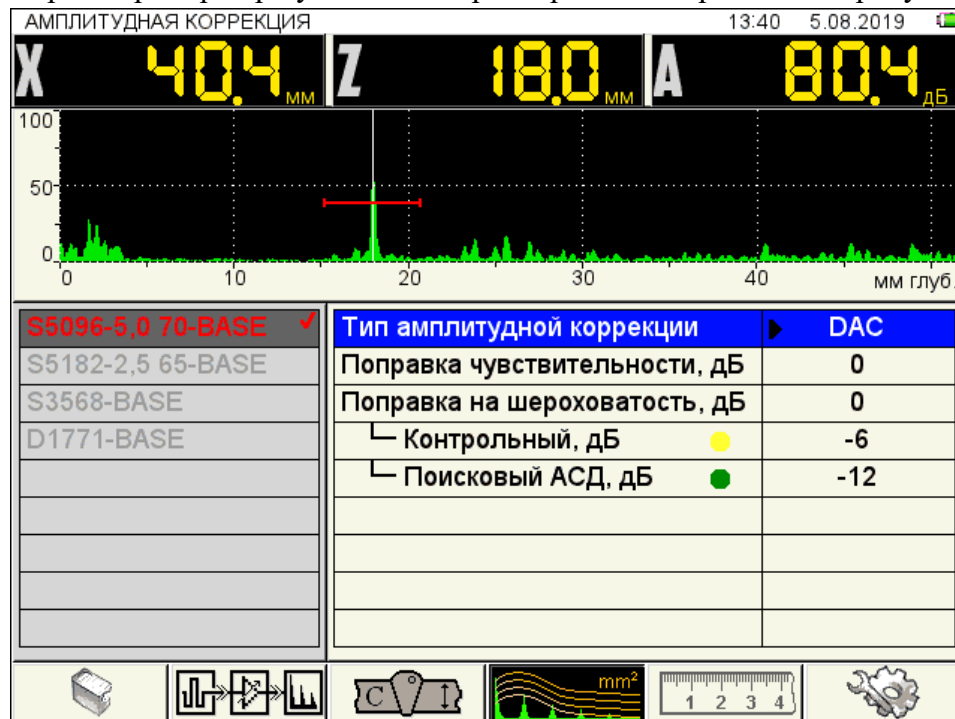 АМПЛИТУДНАЯ КОРРЕКЦИЯ 13:40 5.08.2019
X 40.4 мм Z 18.0 мм A 80.4 дБ
100
50
0
0 10 20 30 40 мм глуб.
S5096-5,0 70-BASE ✓ Тип амплитудной коррекции ▶ DAC
S5182-2,5 65-BASE Поправка чувствительности, дБ 0
S3568-BASE Поправка на шероховатость, дБ 0
D1771-BASE Контрольный, дБ -6
Поисковый АСД, дБ -12
C mm² 1 2 3 4